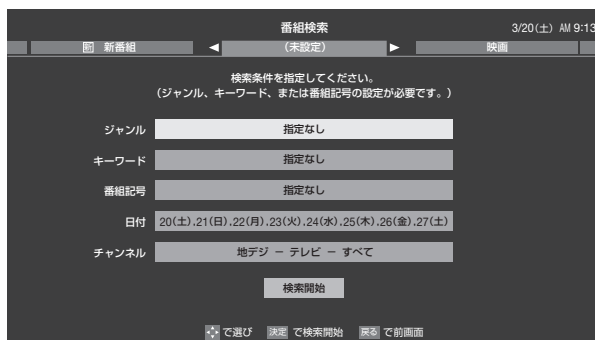 番組検索
3/20(土) AM 9:13
新 新番組 ◀ (未設定) ▶ 映画
検索条件を指定してください。
(ジャンル、キーワード、または番組記号の設定が必要です。)
ジャンル 指定なし
キーワード 指定なし
番組記号 指定なし
日付 20(土),21(日),22(月),23(火),24(水),25(木),26(金),27(土)
チャンネル 地デジ － テレビ － すべて
検索開始
で選び 決定 で検索開始 戻る で前画面